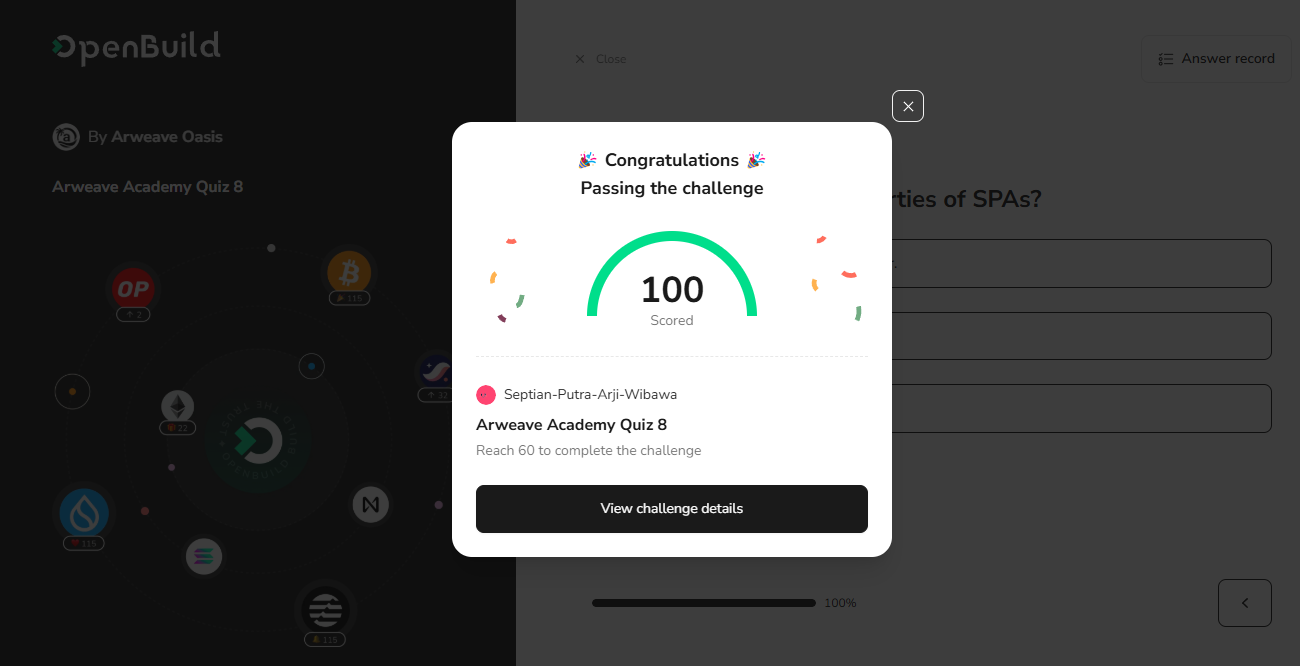 OpenBuild
Close
Answer record
By Arweave Oasis
Arweave Academy Quiz 8
Congratulations
Passing the challenge
of SPAs?
100
Scored
OP
2
115
32
22
115
115
Septian-Putra-Arji-Wibawa
Arweave Academy Quiz 8
Reach 60 to complete the challenge
View challenge details
100%